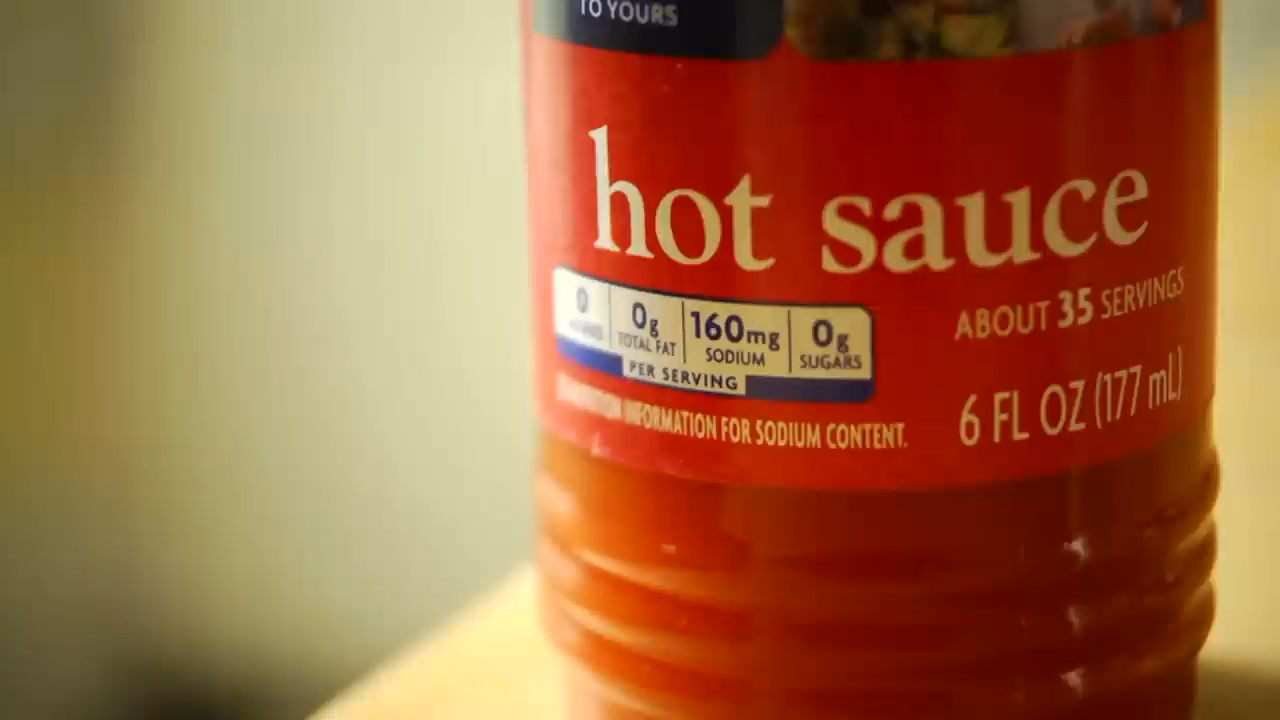 TO YOURS
hot sauce
ABOUT 35 SERVINGS
0
0g
TOTAL FAT
160mg
SODIUM
0g
SUGARS
PER SERVING
INFORMATION FOR SODIUM CONTENT.
6 FL OZ (177 mL)